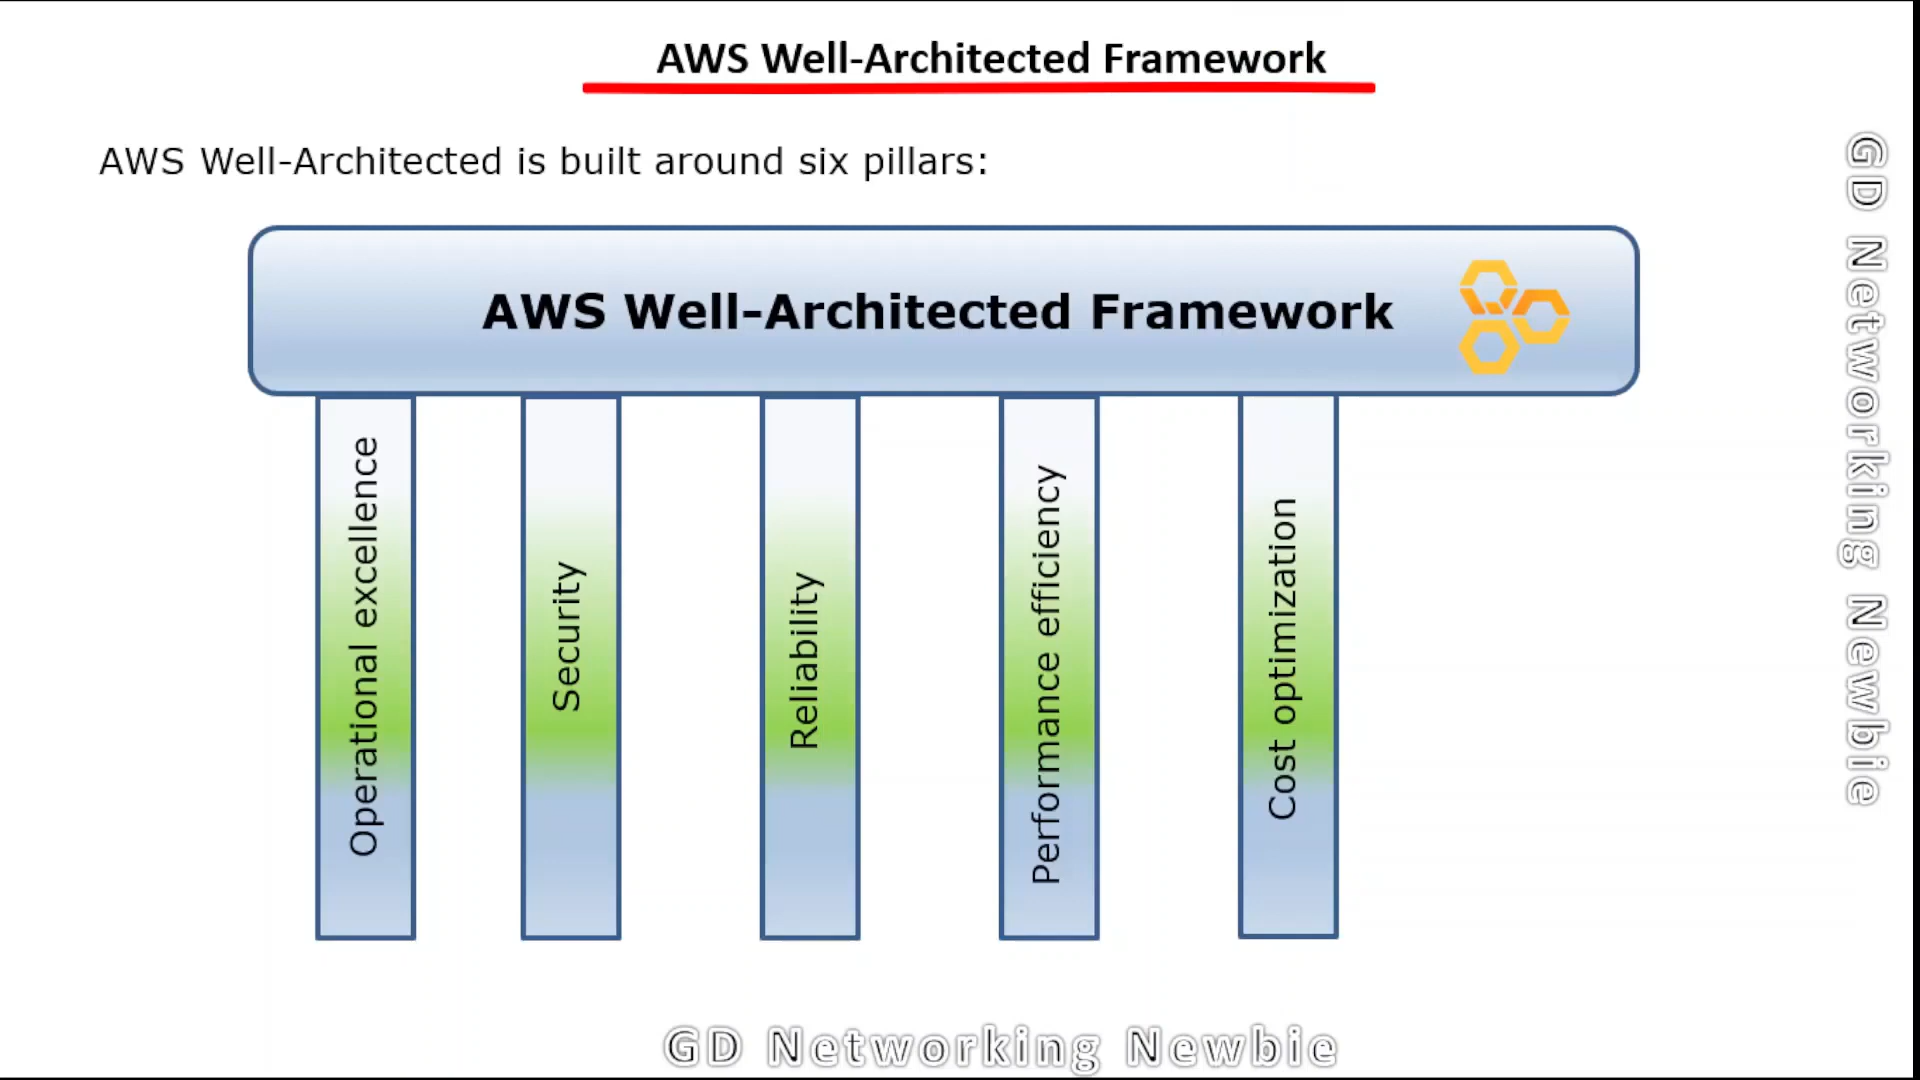 AWS Well-Architected Framework
AWS Well-Architected is built around six pillars:
AWS Well-Architected Framework
Operational excellence
Security
Reliability
Performance efficiency
Cost optimization
GD Networking Newbie
GD Networking Newbie